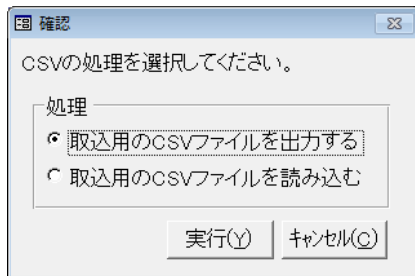 確認
CSVの処理を選択してください。
処理
取込用のCSVファイルを出力する
取込用のCSVファイルを読み込む
実行(Y)
キャンセル(C)